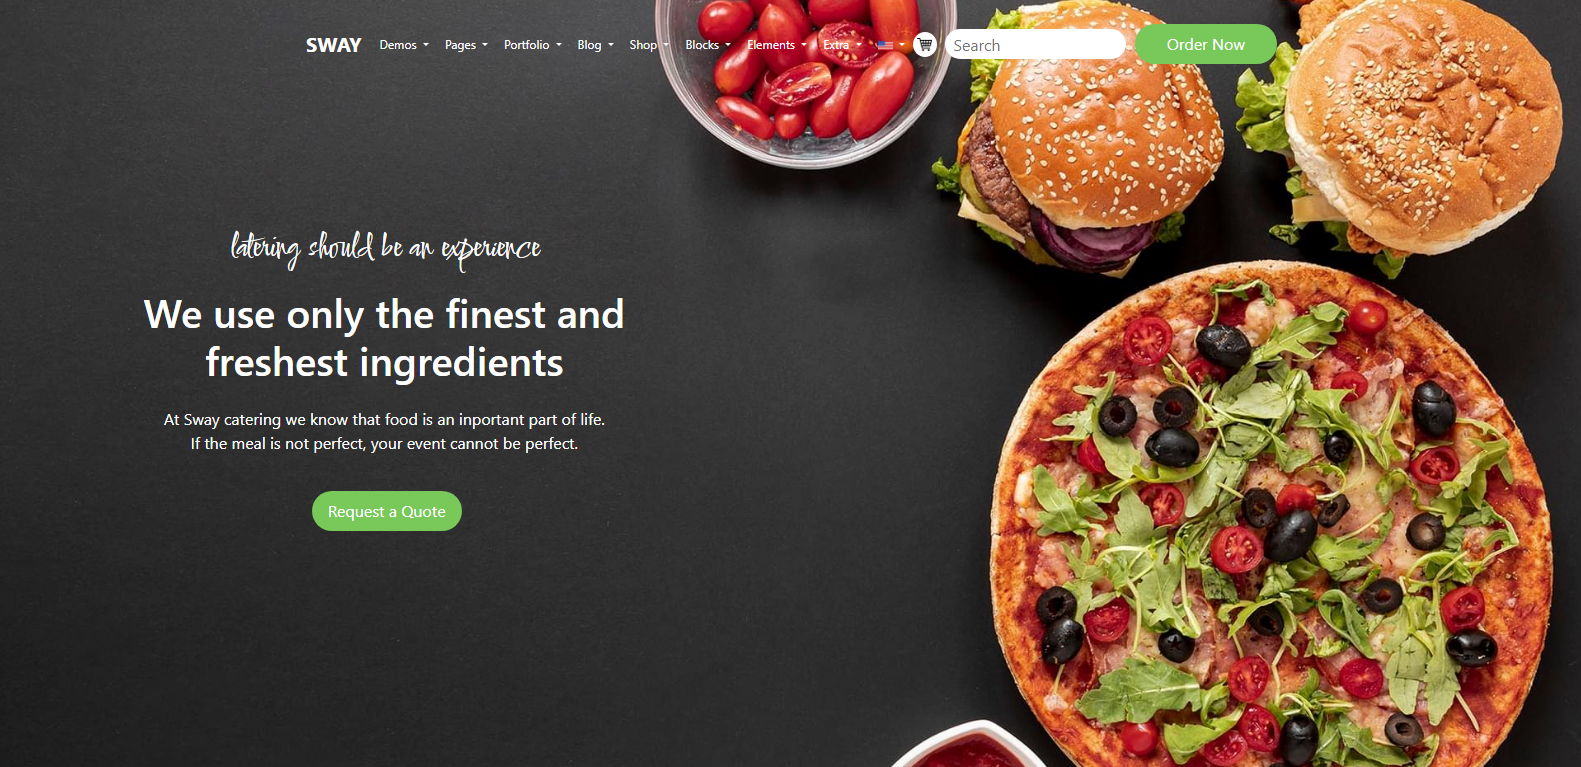 SWAY Demos Pages Portfolio Blog Shop Blocks Elements Extra Search Order Now
latering should be an experience
We use only the finest and
freshest ingredients
At Sway catering we know that food is an inportant part of life.
If the meal is not perfect, your event cannot be perfect.
Request a Quote